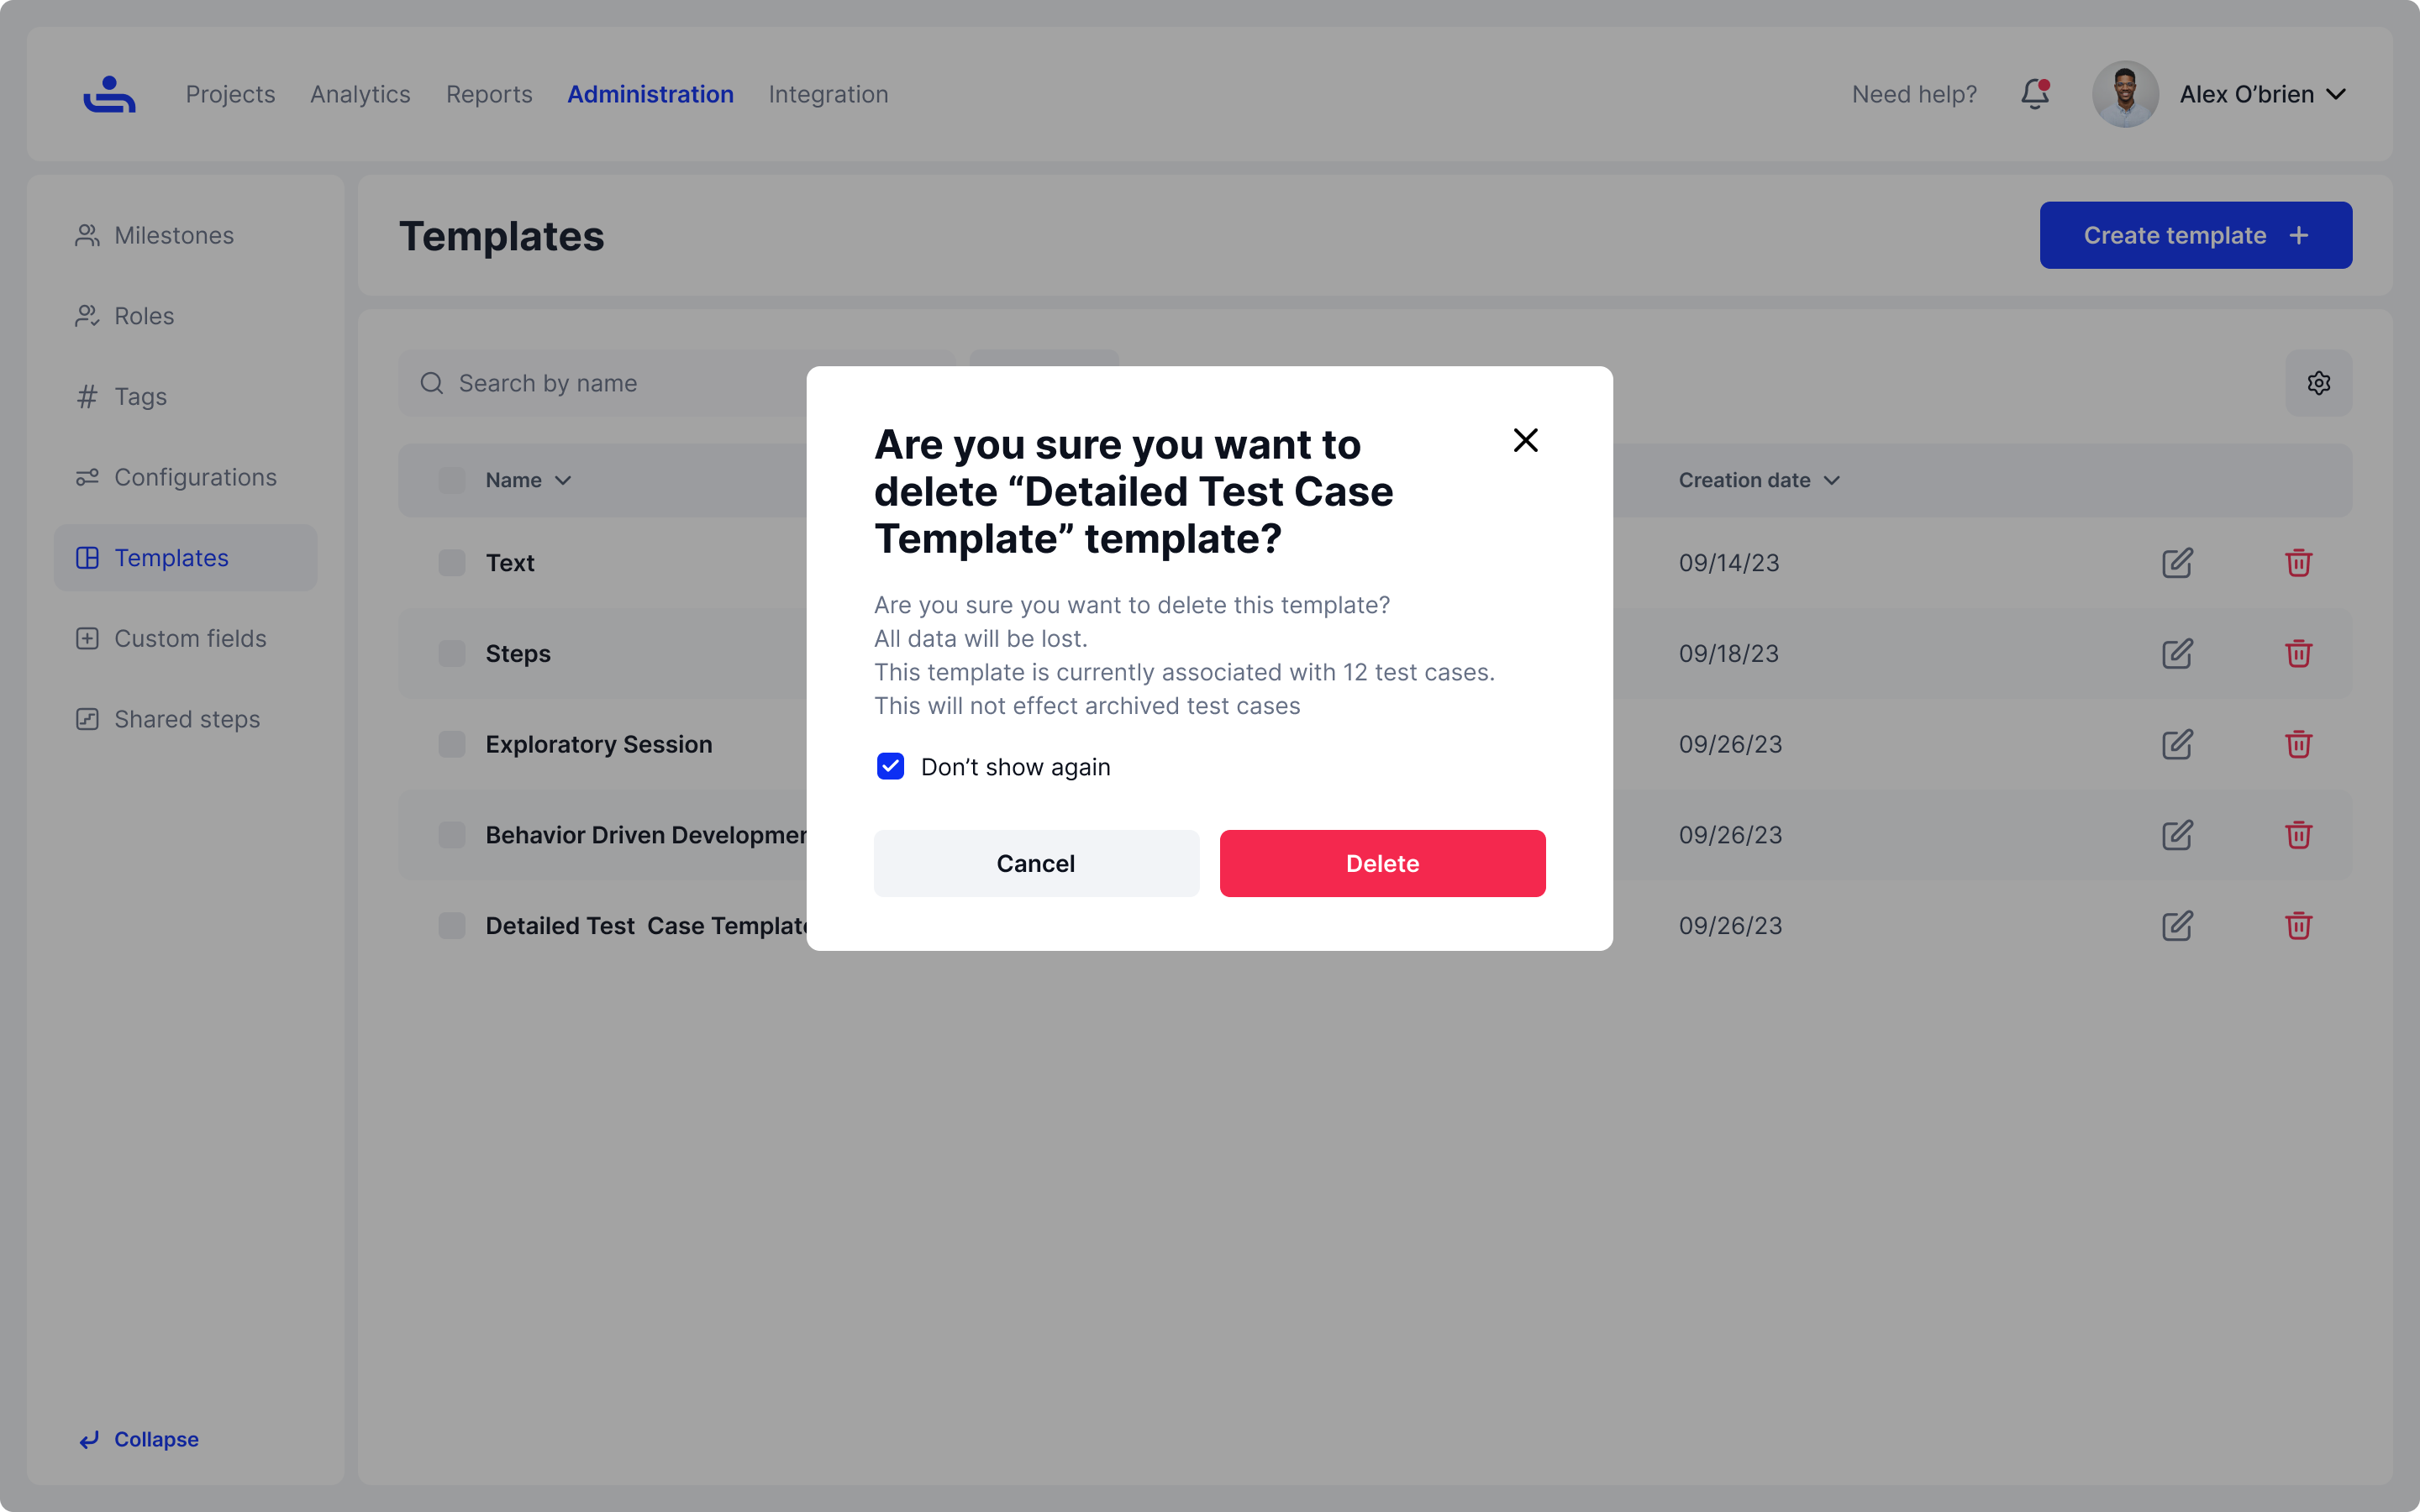 Projects Analytics Reports Administration Integration Need help? Alex O’brien
Milestones
Roles
Tags
Configurations
Templates
Custom fields
Shared steps
Collapse
Templates
Create template
Search by name
Name Creation date
Text 09/14/23
Steps 09/18/23
Exploratory Session 09/26/23
Behavior Driven 09/26/23
Detailed Test Case 09/26/23
Are you sure you want to
delete “Detailed Test Case
Template” template?
Are you sure you want to delete this template?
All data will be lost.
This template is currently associated with 12 test cases.
This will not effect archived test cases
Don’t show again
Cancel Delete